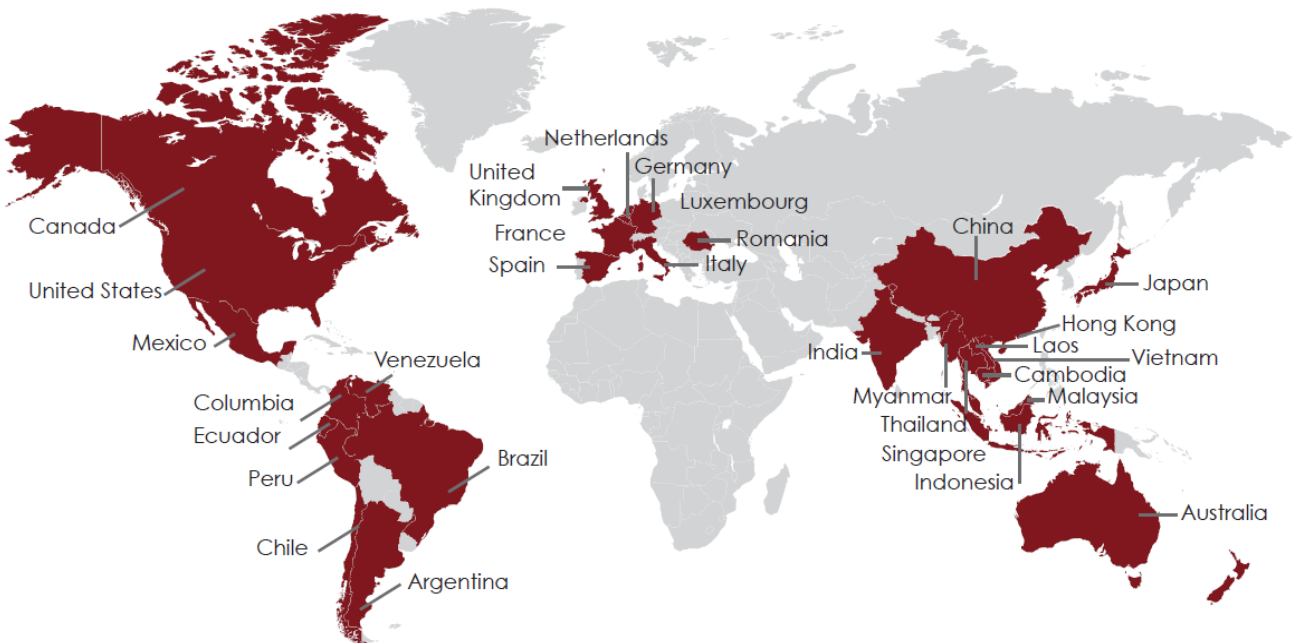 Netherlands
Germany
United
Kingdom
Luxembourg
France
Romania
Spain
Italy
Canada
United States
Mexico
Venezuela
Columbia
Ecuador
Peru
Brazil
Chile
Argentina
China
Japan
Hong Kong
Laos
India
Vietnam
Cambodia
Myanmar
Malaysia
Thailand
Singapore
Indonesia
Australia